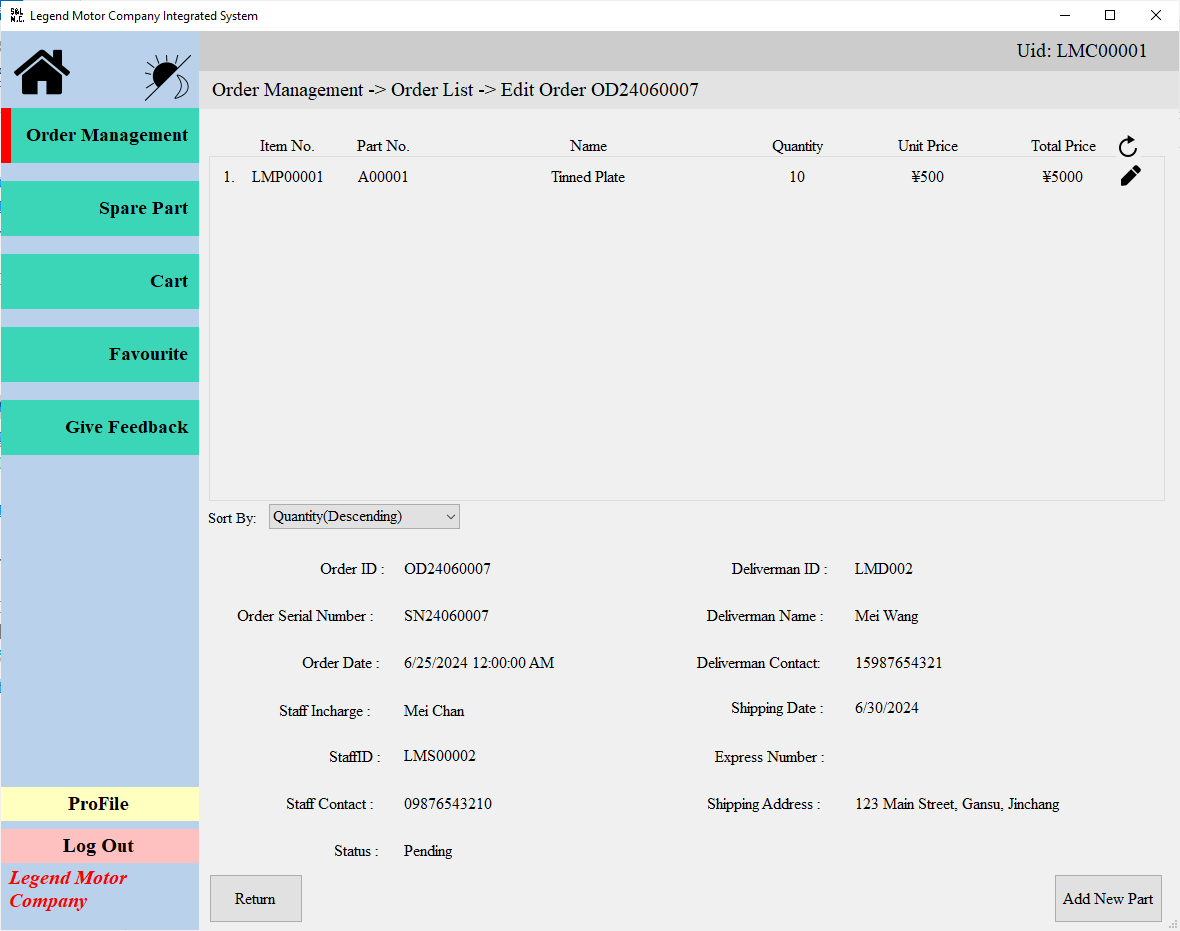 S&L
M.C.
Legend Motor Company Integrated System
Uid: LMC00001
Order Management -> Order List -> Edit Order OD24060007
Order Management
Spare Part
Cart
Favourite
Give Feedback
ProFile
Log Out
Legend Motor
Company
Item No. Part No. Name Quantity Unit Price Total Price
1. LMP00001 A00001 Tinned Plate 10 ¥500 ¥5000
Sort By: Quantity(Descending)
Order ID : OD24060007
Order Serial Number : SN24060007
Order Date : 6/25/2024 12:00:00 AM
Staff Incharge : Mei Chan
StaffID : LMS00002
Staff Contact : 09876543210
Status : Pending
Deliverman ID : LMD002
Deliverman Name : Mei Wang
Deliverman Contact: 15987654321
Shipping Date : 6/30/2024
Express Number :
Shipping Address : 123 Main Street, Gansu, Jinchang
Return
Add New Part